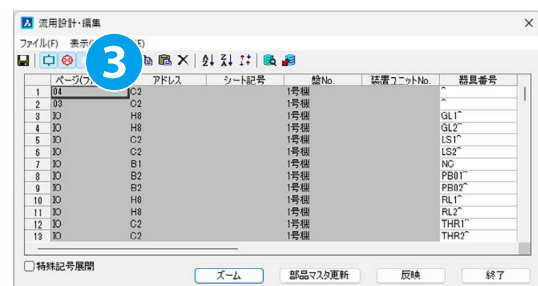 流用設計・編集
ファイル(F) 表示( E)
3
ページ(フ アドレス シート記号 盤No. 装置ユニットNo. 器具番号
1 04 C2 1号機 ^
2 03 C2 1号機 ^
3 IO H8 1号機 GL1^
4 IO H8 1号機 GL2^
5 IO C2 1号機 LS1^
6 IO C2 1号機 LS2^
7 IO B1 1号機 NC
8 IO B2 1号機 PB01^
9 IO B2 1号機 PB02^
10 IO H8 1号機 RL1^
11 IO H8 1号機 RL2^
12 IO C2 1号機 THR1^
13 IO C2 1号機 THR2^
特殊記号展開
ズーム 部品マスタ更新 反映 終了